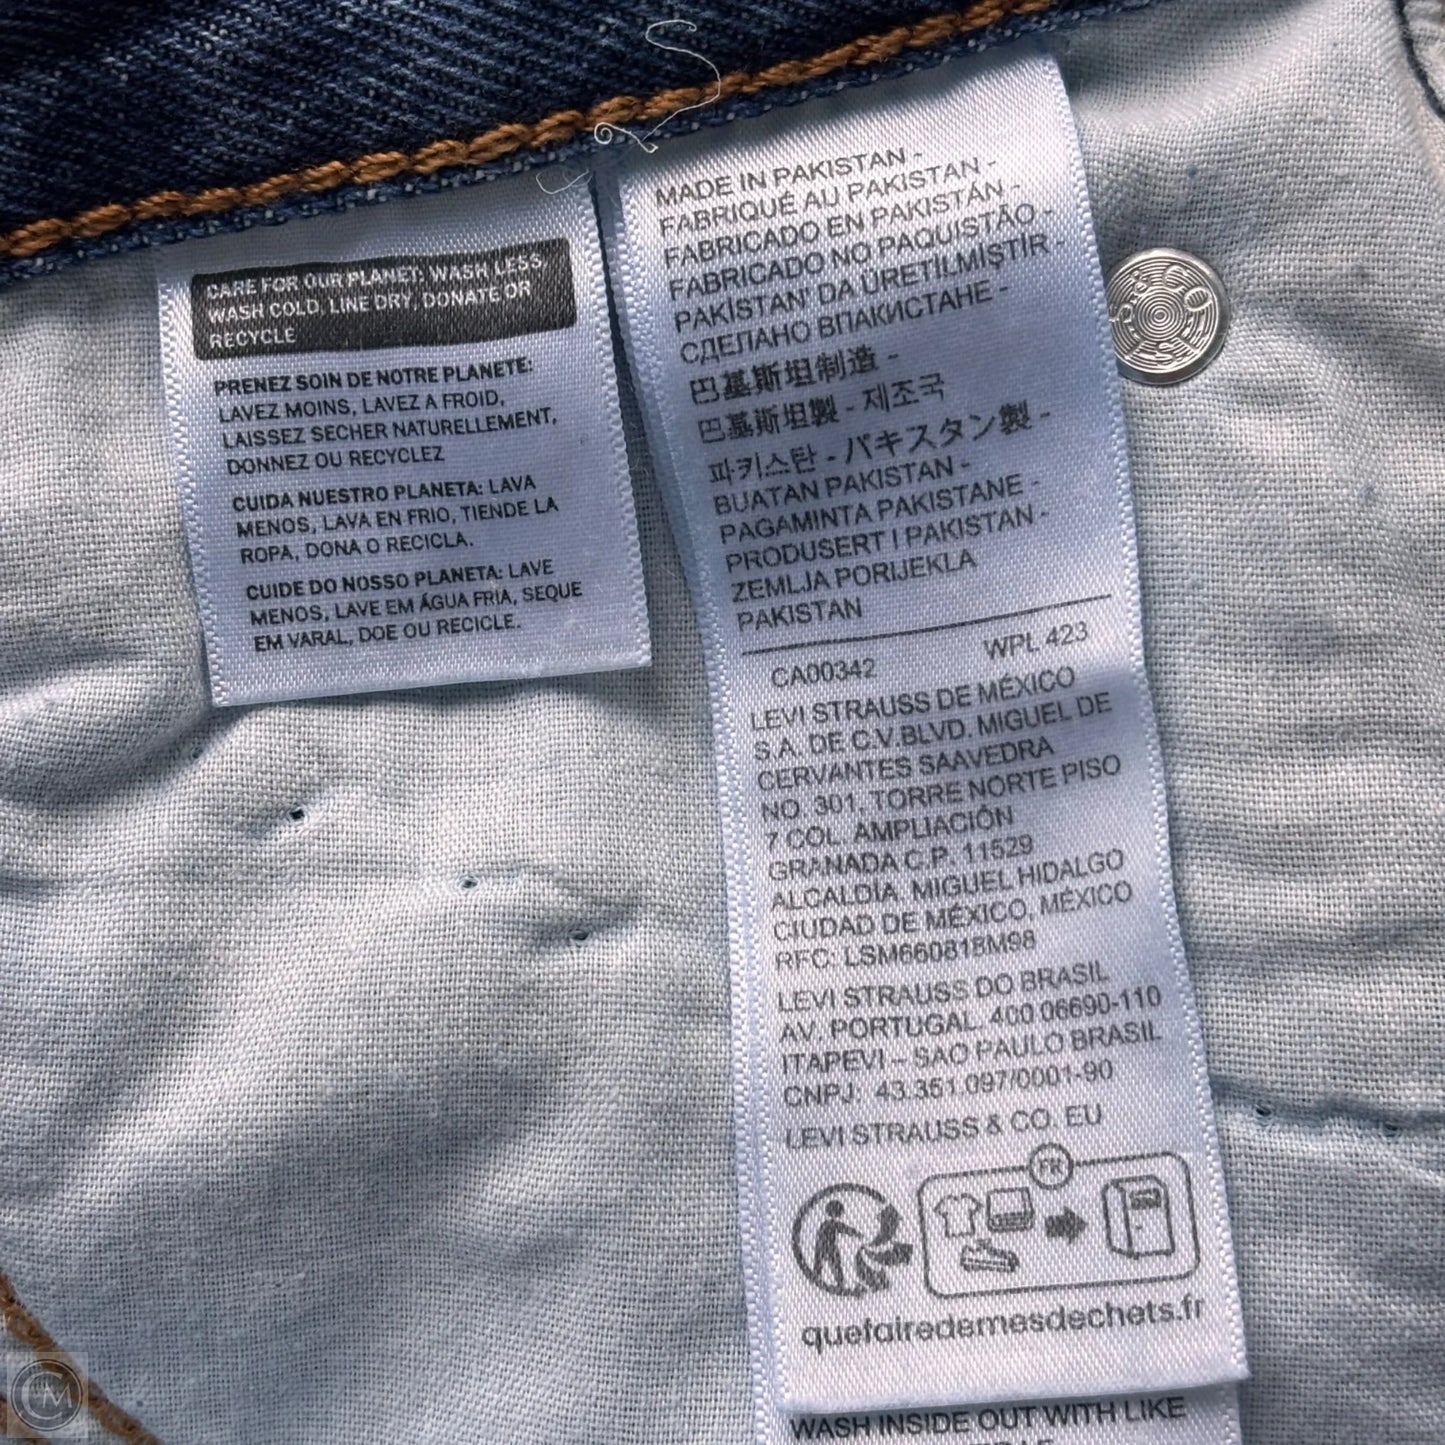 CARE FOR OUR PLANET: WASH LESS,
WASH COLD, LINE DRY, DONATE OR
RECYCLE
PRENEZ SOIN DE NOTRE PLANETE:
LAVEZ MOINS, LAVEZ A FROID,
LAISSEZ SECHER NATURELLEMENT,
DONNEZ OU RECYCLEZ
CUIDA NUESTRO PLANETA: LAVA
MENOS, LAVA EN FRIO, TIENDE LA
ROPA, DONA O RECICLA.
CUIDE DO NOSSO PLANETA: LAVE
MENOS, LAVE EM ÁGUA FRIA, SEQUE
EM VARAL, DOE OU RECICLE.
MADE IN PAKISTAN -
FABRIQUÉ AU PAKISTAN -
FABRICADO EN PAKISTÁN -
FABRICADO NO PAQUISTÃO -
PAKİSTAN' DA ÜRETİLMİŞTİR -
СДЕЛАНО ВПАКИСТАНЕ -
巴基斯坦制造 -
巴基斯坦製 - 제조국
파키스탄 - パキスタン製 -
BUATAN PAKISTAN -
PAGAMINTA PAKISTANE -
PRODUSERT I PAKISTAN -
ZEMLJA PORIJEKLA
PAKISTAN
CA00342 WPL 423
LEVI STRAUSS DE MÉXICO
S.A. DE C.V.BLVD. MIGUEL DE
CERVANTES SAAVEDRA
NO. 301, TORRE NORTE PISO
7 COL. AMPLIACIÓN
GRANADA C.P. 11529
ALCALDÍA. MIGUEL HIDALGO
CIUDAD DE MÉXICO, MÉXICO
RFC: LSM660818M98
LEVI STRAUSS DO BRASIL
AV. PORTUGAL. 400 06690-110
ITAPEVI – SAO PAULO BRASIL
CNPJ: 43.351.097/0001-90
LEVI STRAUSS & CO. EU
FR
quefairedemesdechets.fr
WASH INSIDE OUT WITH LIKE